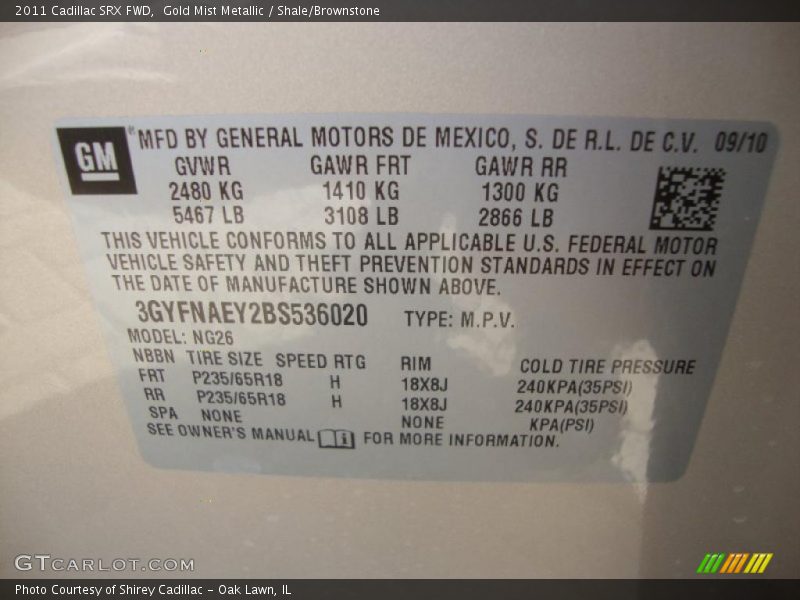 2011 Cadillac SRX FWD,  Gold Mist Metallic / Shale/Brownstone
GM ® MFD BY GENERAL MOTORS DE MEXICO, S. DE R.L. DE C.V. 09/10
GVWR GAWR FRT GAWR RR
2480 KG 1410 KG 1300 KG
5467 LB 3108 LB 2866 LB
THIS VEHICLE CONFORMS TO ALL APPLICABLE U.S. FEDERAL MOTOR
VEHICLE SAFETY AND THEFT PREVENTION STANDARDS IN EFFECT ON
THE DATE OF MANUFACTURE SHOWN ABOVE.
3GYFNAEY2BS536020 TYPE: M.P.V.
MODEL: NG26
NBBN TIRE SIZE SPEED RTG RIM COLD TIRE PRESSURE
FRT P235/65R18 H 18X8J 240KPA(35PSI)
RR P235/65R18 H 18X8J 240KPA(35PSI)
SPA NONE NONE KPA(PSI)
SEE OWNER'S MANUAL FOR MORE INFORMATION.
GTCARLOT.COM
Photo Courtesy of Shirey Cadillac - Oak Lawn, IL